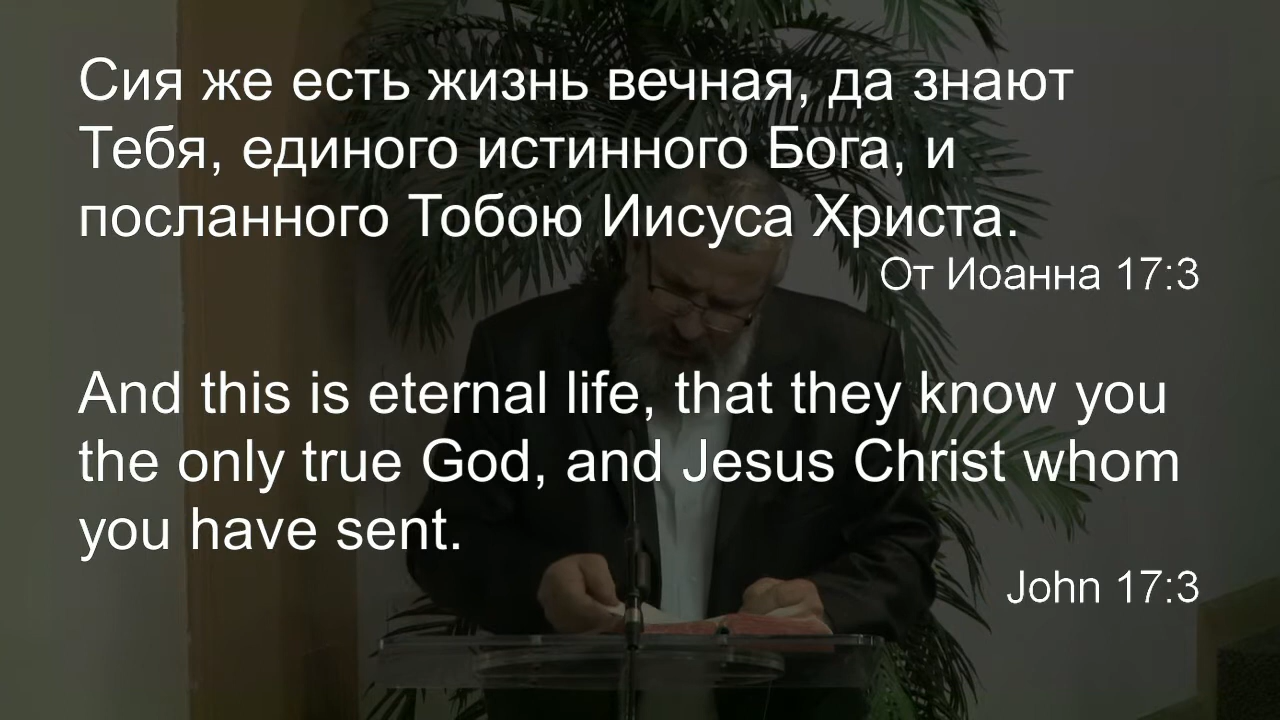 Сия же есть жизнь вечная, да знают
Тебя, единого истинного Бога, и
посланного Тобою Иисуса Христа.
От Иоанна 17:3
And this is eternal life, that they know you
the only true God, and Jesus Christ whom
you have sent.
John 17:3